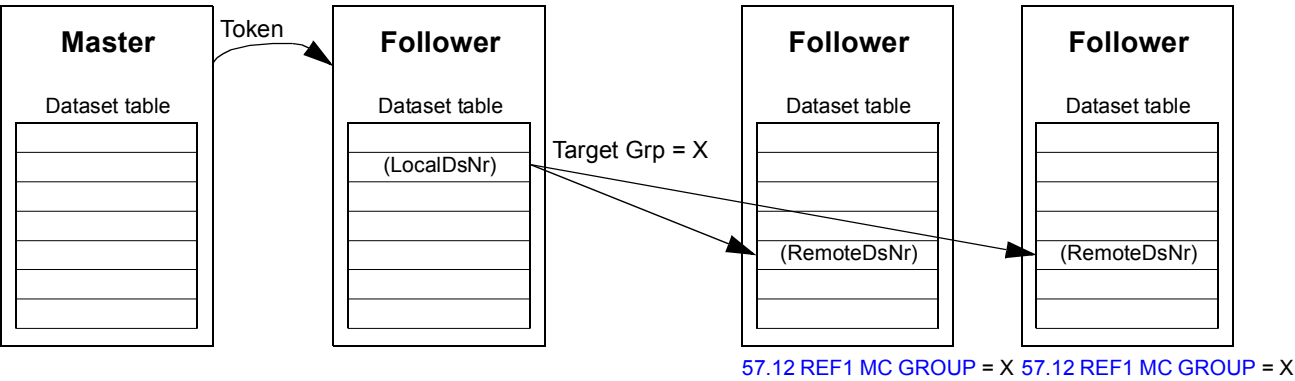 Master
Token
Follower
Follower
Follower
Dataset table
Dataset table
Dataset table
Dataset table
(LocalDsNr)
Target Grp = X
(RemoteDsNr)
(RemoteDsNr)
57.12 REF1 MC GROUP = X 57.12 REF1 MC GROUP = X